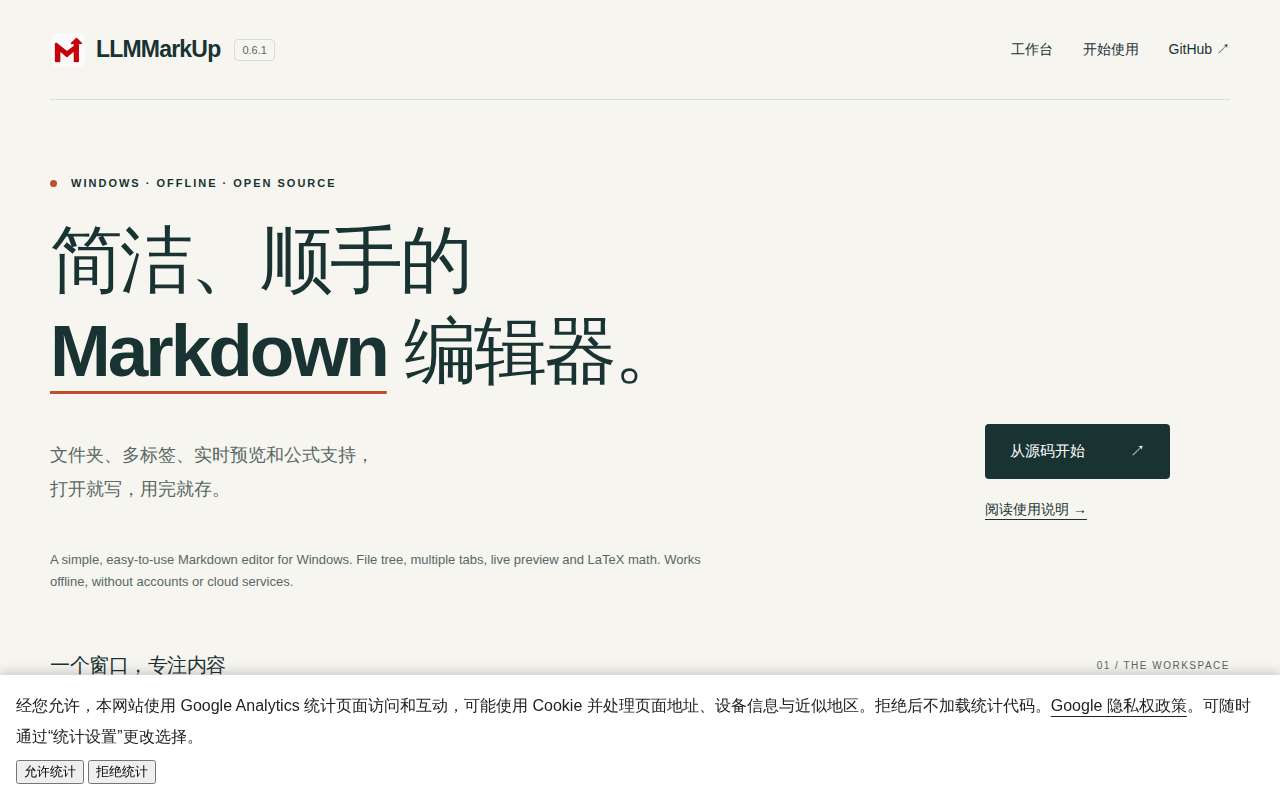 LLMMarkUp 0.6.1 工作台 开始使用 GitHub ↗
WINDOWS · OFFLINE · OPEN SOURCE
简洁、顺手的
Markdown 编辑器。
文件夹、多标签、实时预览和公式支持，
打开就写，用完就存。
从源码开始 ↗
阅读使用说明 →
A simple, easy-to-use Markdown editor for Windows. File tree, multiple tabs, live preview and LaTeX math. Works
offline, without accounts or cloud services.
一个窗口，专注内容 01 / THE WORKSPACE
经您允许，本网站使用 Google Analytics 统计页面访问和互动，可能使用 Cookie 并处理页面地址、设备信息与近似地区。拒绝后不加载统计代码。Google 隐私权政策。可随时
通过“统计设置”更改选择。
允许统计 拒绝统计